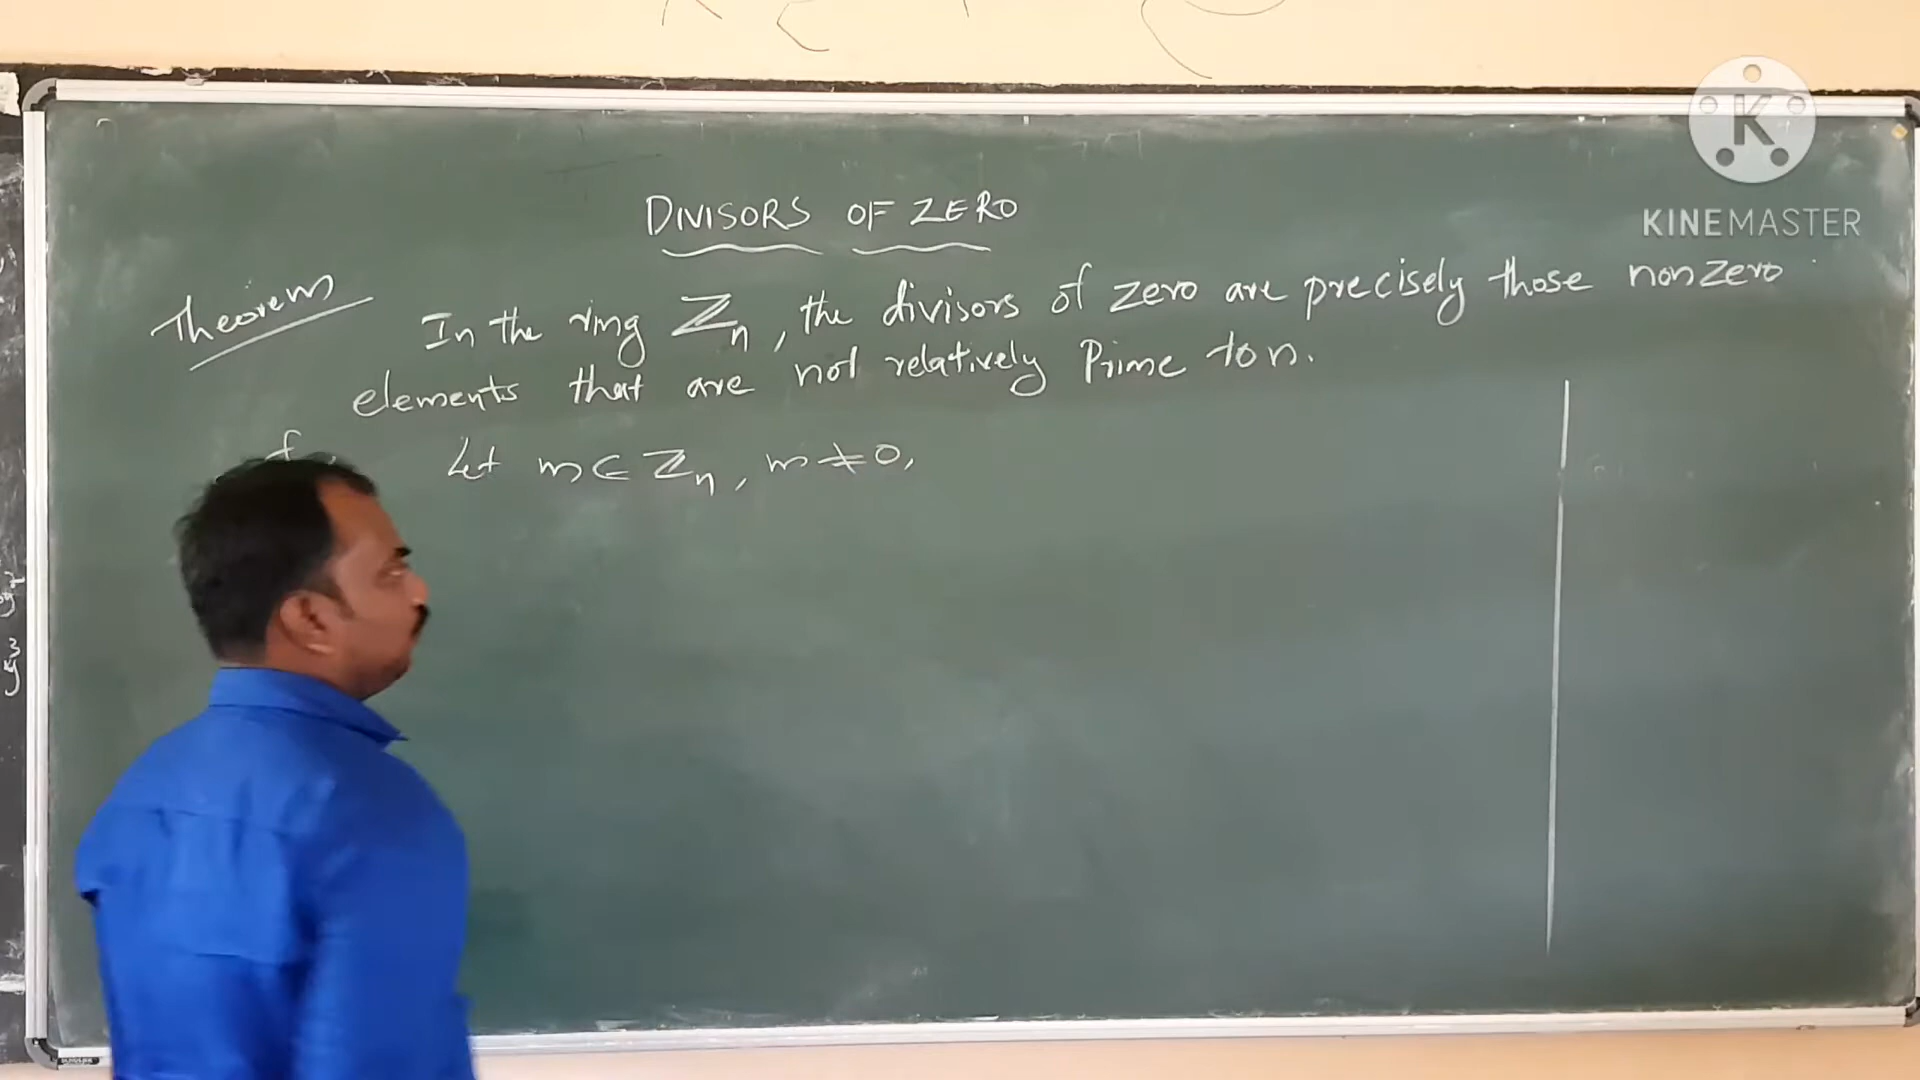 KINEMASTER
DIVISORS OF ZERO
Theorem
In the ring ℤn, the divisors of zero are precisely those nonzero
elements that are not relatively Prime to n.
Let m ∈ ℤn, m ≠ 0,